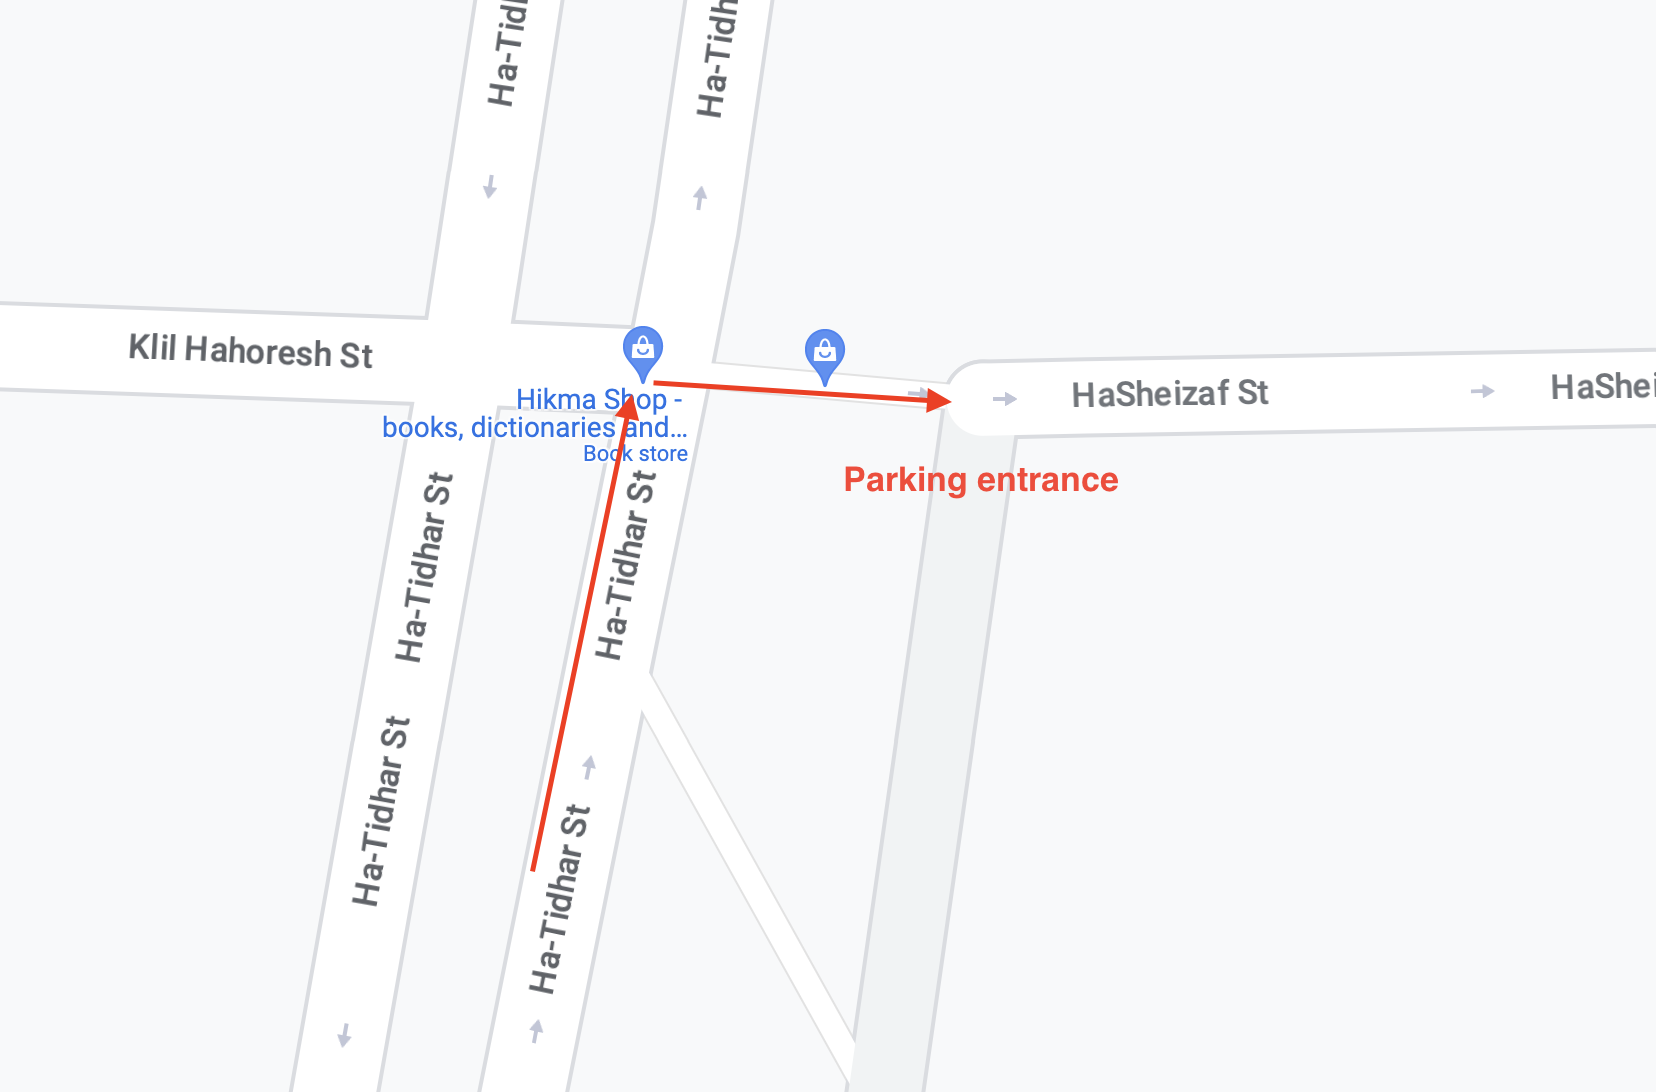 Ha-Tidh
Ha-Tidh
Klil Hahoresh St
HaSheizaf St
HaShei
Hikma Shop -
books, dictionaries and...
Book store
Parking entrance
Ha-Tidhar St
Ha-Tidhar St
Ha-Tidhar St
Ha-Tidhar St